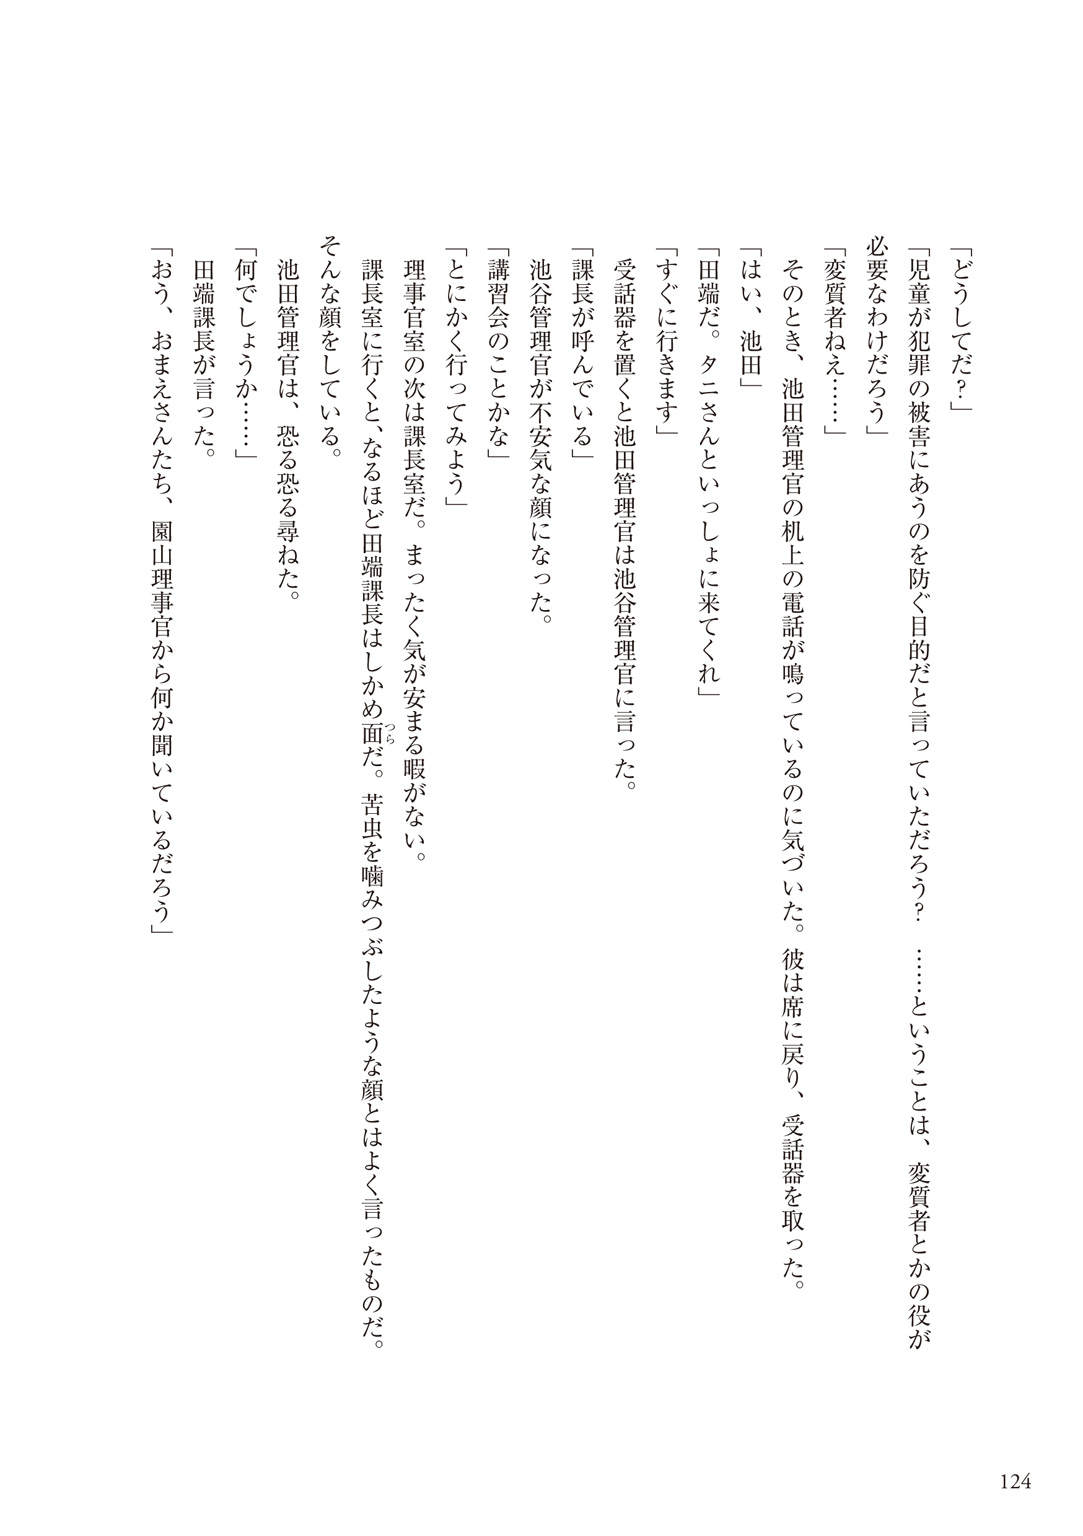 「どうしてだ?」
「児童が犯罪の被害にあうのを防ぐ目的だと言っていただろう?　……ということは、変質者とかの役が
必要なわけだろう」
「変質者ねえ……」
　そのとき、池田管理官の机上の電話が鳴っているのに気づいた。彼は席に戻り、受話器を取った。
「はい、池田」
「田端だ。タニさんといっしょに来てくれ」
「すぐに行きます」
　受話器を置くと池田管理官は池谷管理官に言った。
「課長が呼んでいる」
　池谷管理官が不安気な顔になった。
「講習会のことかな」
「とにかく行ってみよう」
　理事官室の次は課長室だ。まったく気が安まる暇がない。
　課長室に行くと、なるほど田端課長はしかめ面つらだ。苦虫を噛みつぶしたような顔とはよく言ったものだ。
そんな顔をしている。
　池田管理官は、恐る恐る尋ねた。
「何でしょうか……」
　田端課長が言った。
「おう、おまえさんたち、園山理事官から何か聞いているだろう」
124